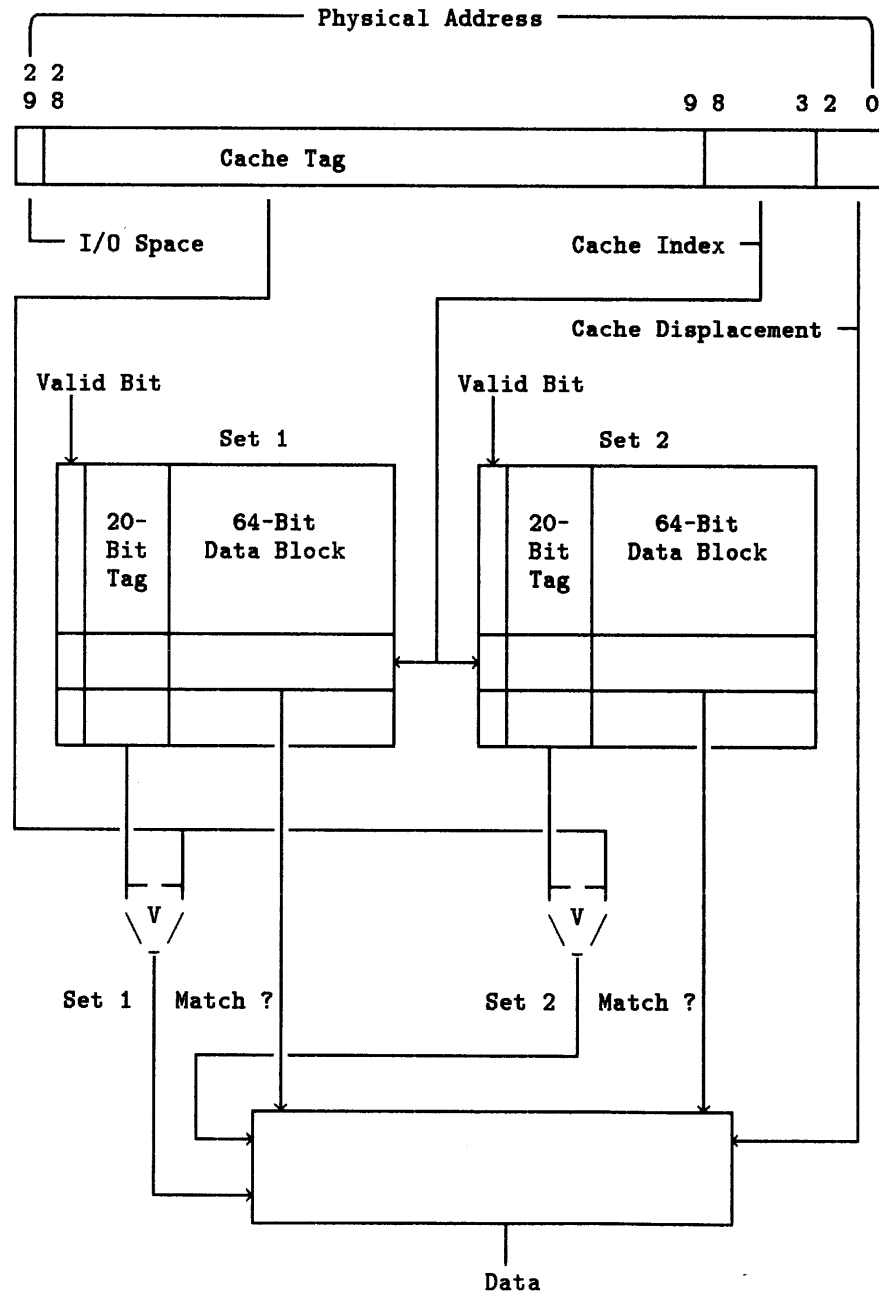 Physical Address
2 2
9 8 9 8 3 2 0
Cache Tag
I/O Space
Cache Index
Cache Displacement
Valid Bit Valid Bit
Set 1 Set 2
20- 64-Bit 20- 64-Bit
Bit Data Block Bit Data Block
Tag Tag
V V
Set 1 Match ? Set 2 Match ?
Data